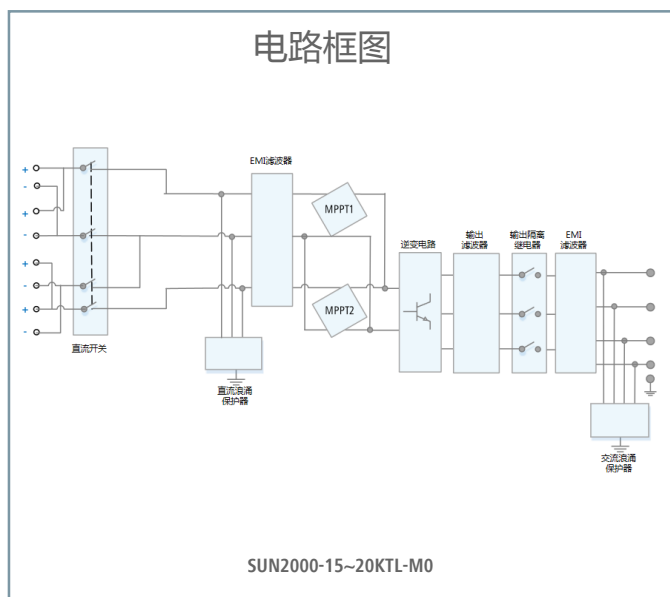 电路框图
EMI滤波器
+
-
+
-
+
-
+
-
MPPT1
MPPT2
逆变电路
输出
滤波器
输出隔离
继电器
EMI
滤波器
直流开关
直流浪涌
保护器
交流浪涌
保护器
SUN2000-15~20KTL-M0